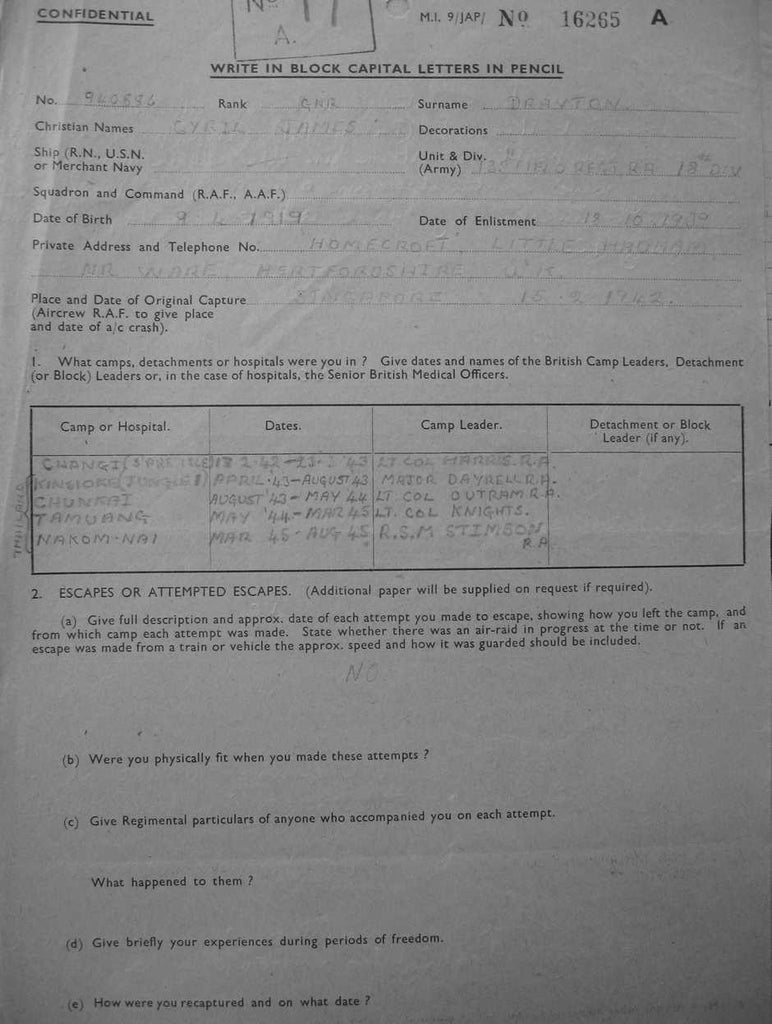 CONFIDENTIAL
A.
M.I. 9/JAP/ No 16265 A
WRITE IN BLOCK CAPITAL LETTERS IN PENCIL
No. Rank GNR Surname DRAYTON.
Christian Names CYRIL JAMES Decorations
Ship (R.N., U.S.N. or Merchant Navy
Unit & Div. (Army) 135 FIELD REGT. RA 18th DIV
Squadron and Command (R.A.F., A.A.F.)
Date of Birth 9 1919 Date of Enlistment 18 10. 1939
Private Address and Telephone No. HOMECROFT LITTLE HADHAM
NR WARE, HERTFORDSHIRE U.K.
Place and Date of Original Capture SINGAPORE 15. 2 1942.
(Aircrew R.A.F. to give place
and date of a/c crash).
1. What camps, detachments or hospitals were you in ? Give dates and names of the British Camp Leaders, Detachment
(or Block) Leaders or, in the case of hospitals, the Senior British Medical Officers.
Camp or Hospital. Dates. Camp Leader. Detachment or Block
Leader (if any).
CHANGI 2-42 '43 LT COL HARRIS. R.A.
APRIL '43-AUGUST 43 MAJOR DAYRELL R.A.
CHUNKAI AUGUST '43 - MAY 44 LT. COL OUTRAM R.A.
TAMUANG MAY '44 - MAR 45 LT. COL KNIGHTS.
NAKOM-NAI MAR 45 - AUG 45 R.S.M STIMSON
R.A
THAILAND
2. ESCAPES OR ATTEMPTED ESCAPES. (Additional paper will be supplied on request if required).
(a) Give full description and approx. date of each attempt you made to escape, showing how you left the camp, and
from which camp each attempt was made. State whether there was an air-raid in progress at the time or not. If an
escape was made from a train or vehicle the approx. speed and how it was guarded should be included.
NO
(b) Were you physically fit when you made these attempts ?
(c) Give Regimental particulars of anyone who accompanied you on each attempt.
What happened to them ?
(d) Give briefly your experiences during periods of freedom.
(e) How were you recaptured and on what date ?